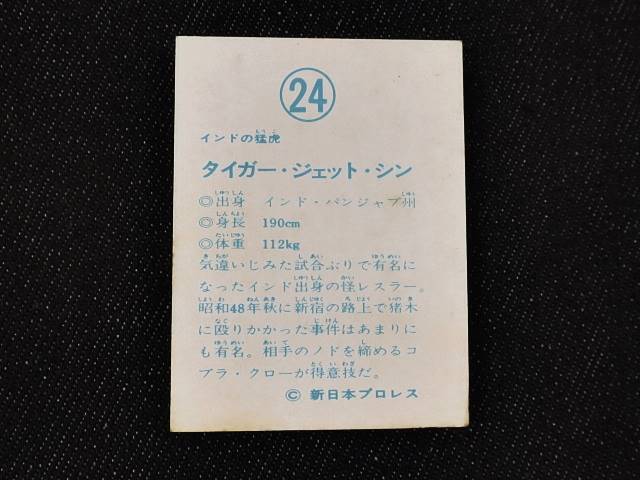 24
インドの猛虎
タイガー・ジェット・シン
◎出身 インド・パンジャブ州
◎身長 190cm
◎体重 112kg
気違いじみた試合ぶりで有名に
なったインド出身の怪レスラー。
昭和48年秋に新宿の路上で猪木
に殴りかかった事件はあまりに
も有名。相手のノドを締めるコ
ブラ・クローが得意技だ。
© 新日本プロレス